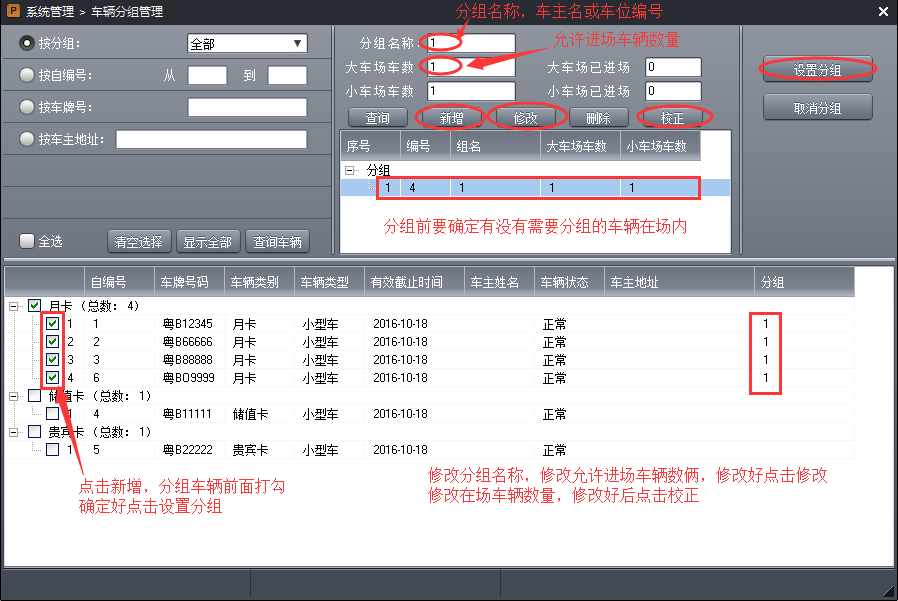 P 系统管理 > 车辆分组管理
分组名称，车主名或车位编号
按分组： 全部
按自编号： 从 到
按车牌号：
按车主地址：
全选 清空选择 显示全部 查询车辆
分组名称： 1
允许进场车辆数量
大车场车数 1 大车场已进场 0
小车场车数 1 小车场已进场 0
查询 新增 修改 删除 校正
设置分组
取消分组
序号 编号 组名 大车场车数 小车场车数
分组
1 4 1 1 1
分组前要确定有没有需要分组的车辆在场内
自编号 车牌号码 车辆类别 车辆类型 有效截止时间 车主姓名 车辆状态 车主地址 分组
月卡（总数：4）
1 1 粤B12345 月卡 小型车 2016-10-18 正常 1
2 2 粤B66666 月卡 小型车 2016-10-18 正常 1
3 3 粤B88888 月卡 小型车 2016-10-18 正常 1
4 6 粤BO9999 月卡 小型车 2016-10-18 正常 1
储值卡（总数：1）
1 4 粤B11111 储值卡 小型车 2016-10-18 正常
贵宾卡（总数：1）
1 5 粤B22222 贵宾卡 小型车 2016-10-18 正常
点击新增，分组车辆前面打勾
确定好点击设置分组
修改分组名称，修改允许进场车辆数俩，修改好点击修改
修改在场车辆数量，修改好后点击校正